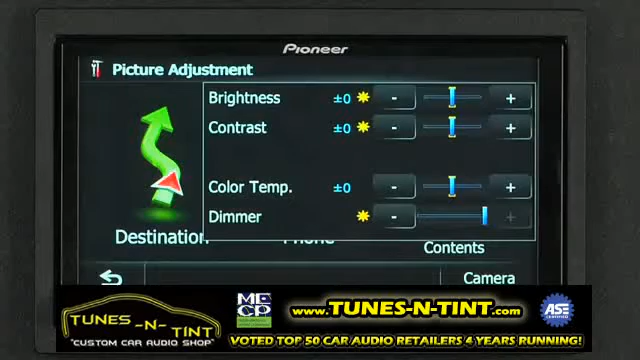 Pioneer
Picture Adjustment
Brightness ±0 - +
Contrast ±0 - +
Color Temp. ±0 - +
Dimmer - +
Destination Phone Contents
Camera
TUNES -N- TINT
"CUSTOM CAR AUDIO SHOP"
MECP
www.TUNES-N-TINT.com
ASE
CERTIFIED
VOTED TOP 50 CAR AUDIO RETAILERS 4 YEARS RUNNING!